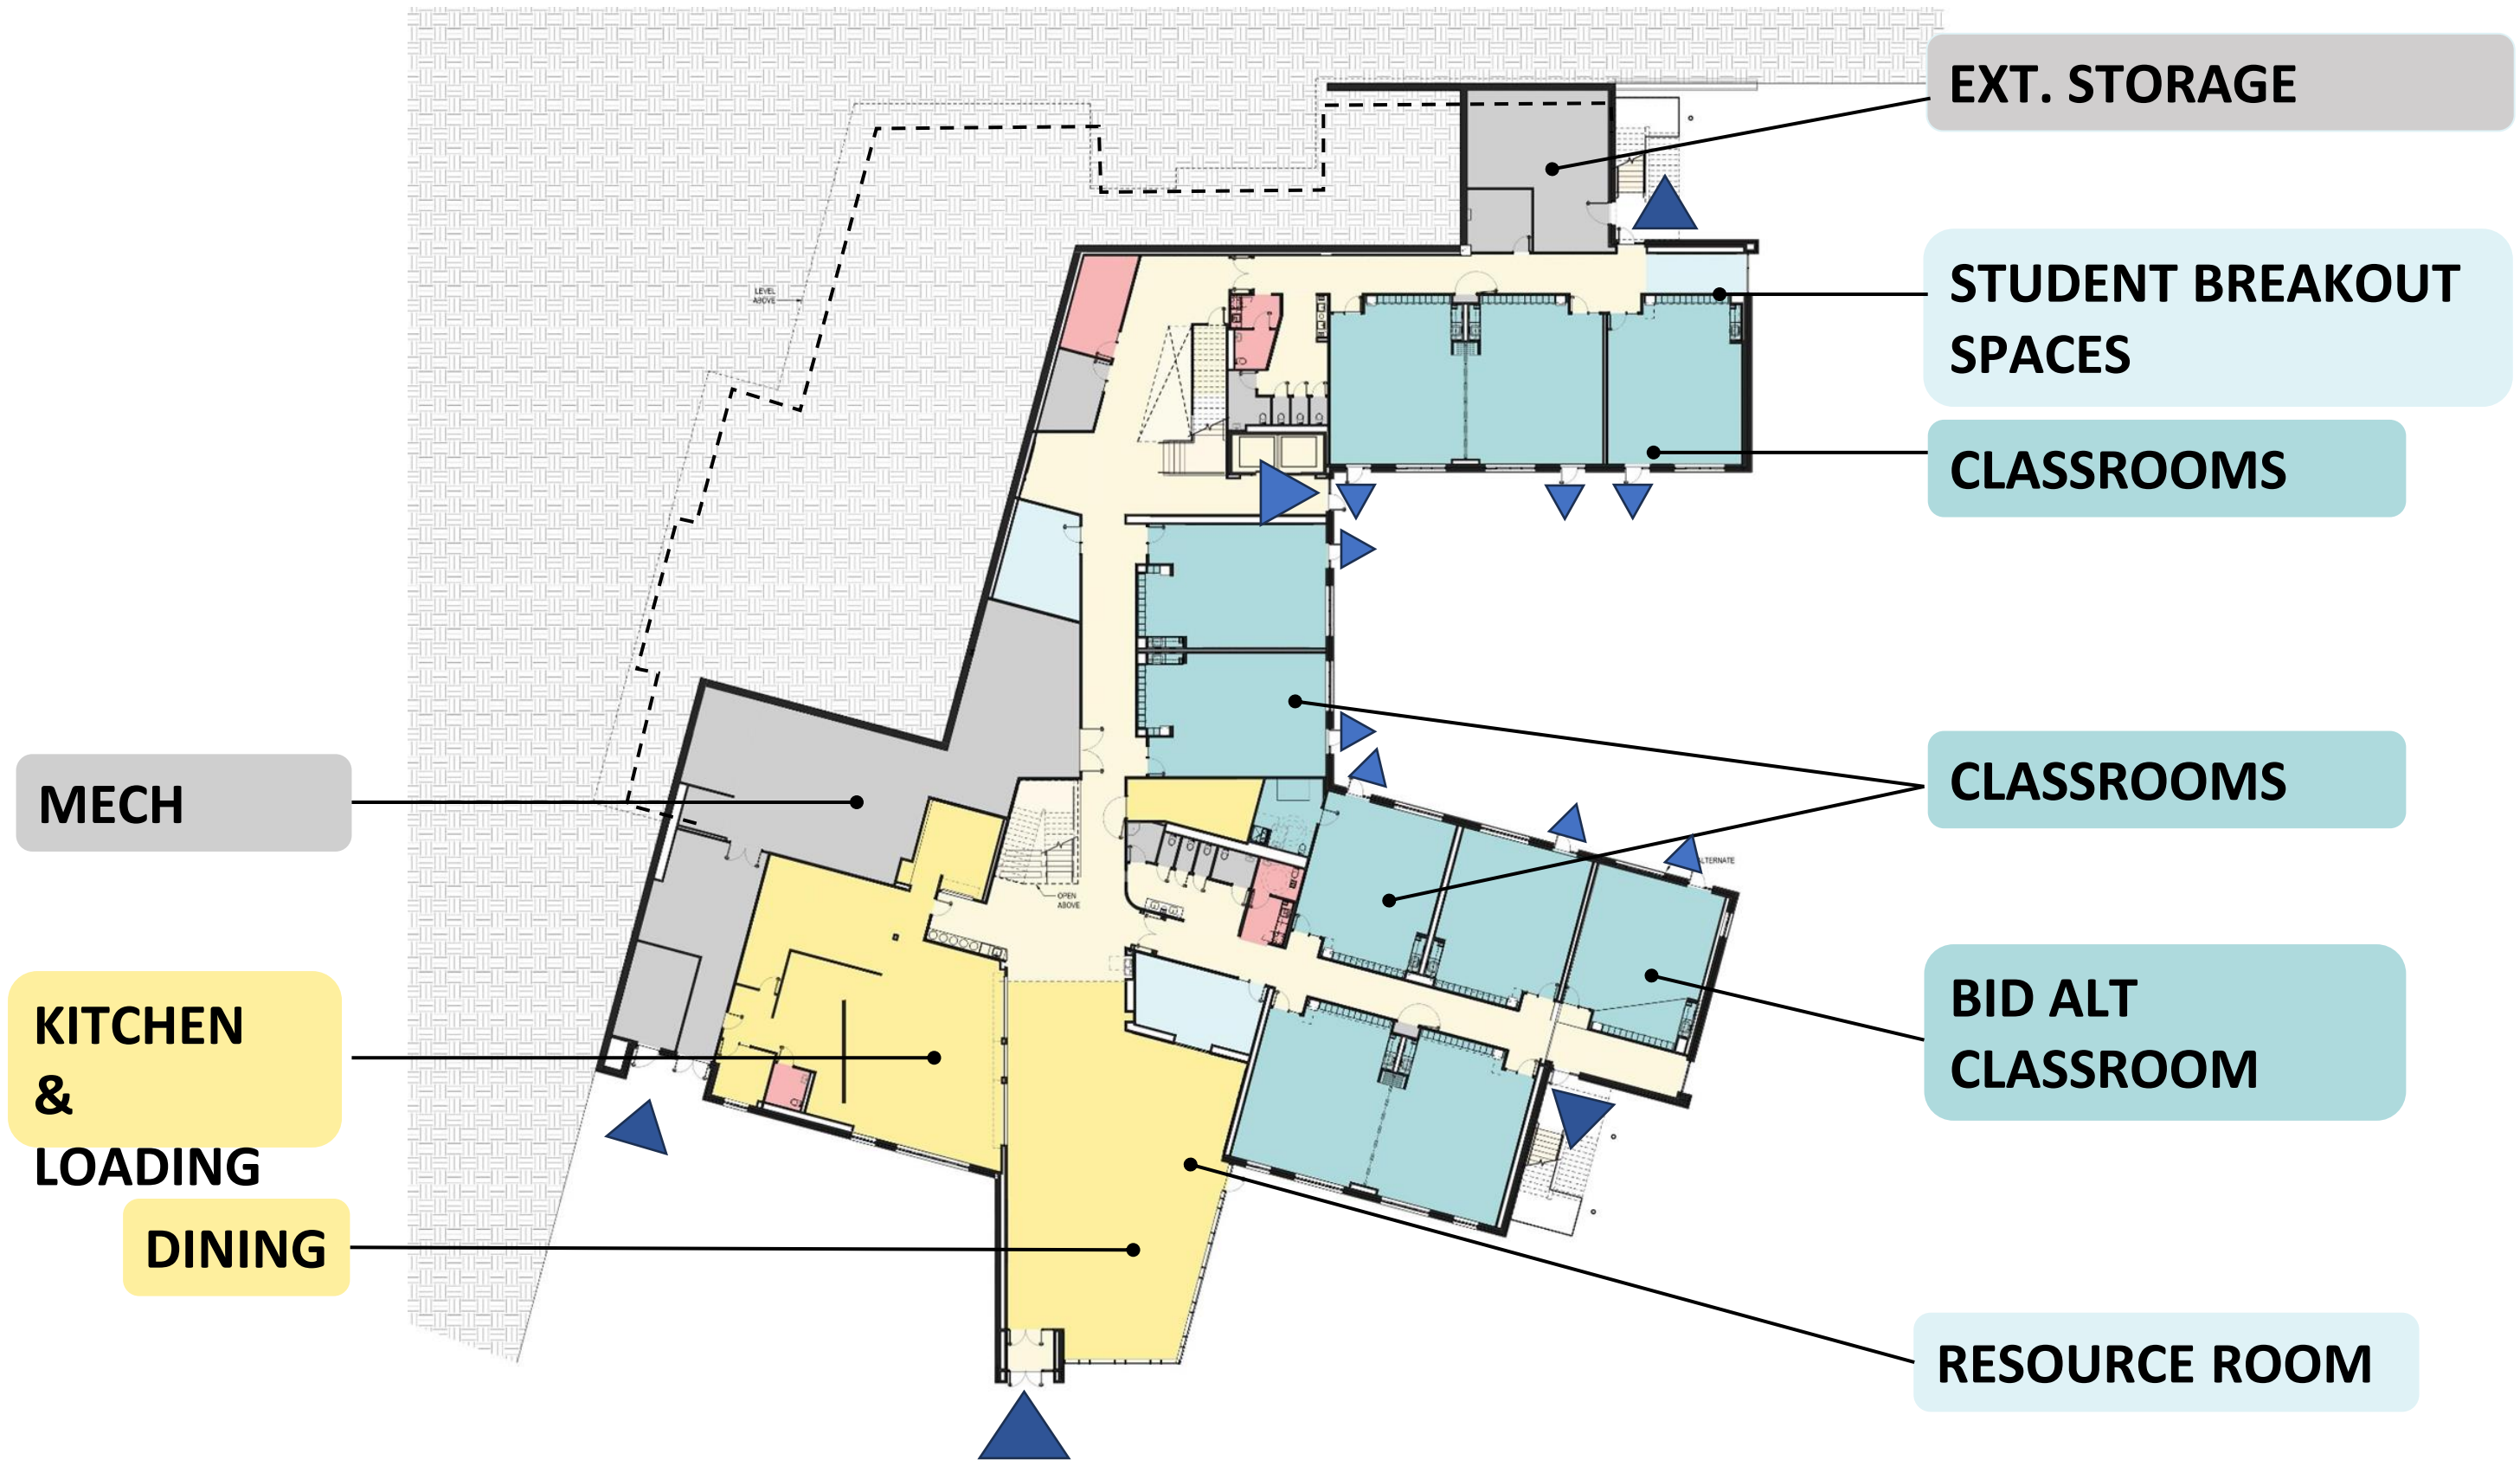 EXT. STORAGE
STUDENT BREAKOUT
SPACES
LEVEL
ABOVE
CLASSROOMS
MECH
CLASSROOMS
ALTERNATE
OPEN
ABOVE
KITCHEN
&
LOADING
BID ALT
CLASSROOM
DINING
RESOURCE ROOM